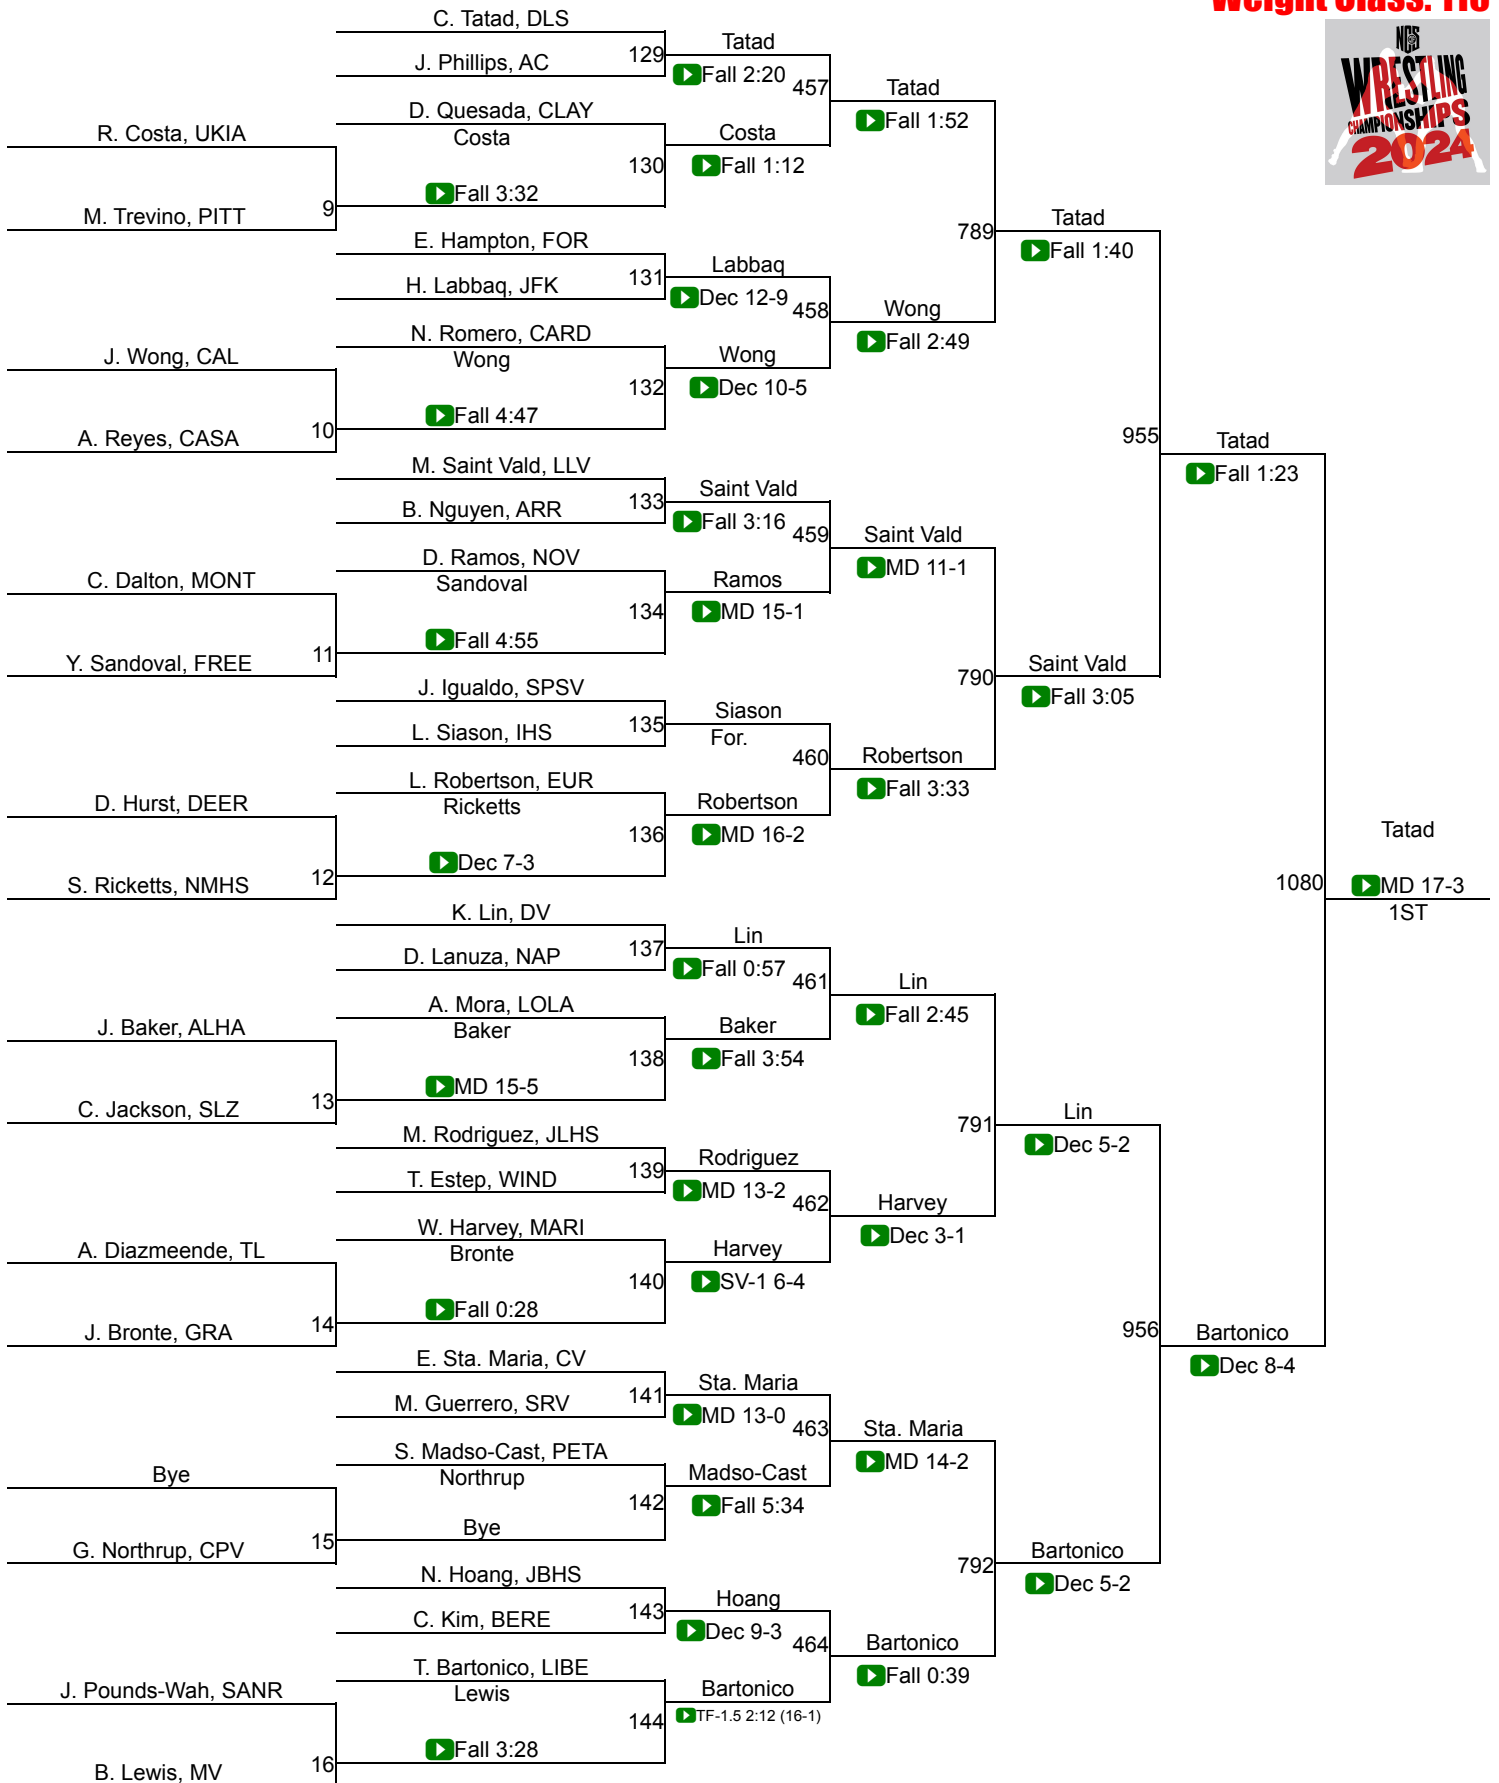 Weight Class: 118
NCS
WRESTLING
CHAMPIONSHIPS
2024
C. Tatad, DLS
J. Phillips, AC
129
Tatad
Fall 2:20
457
Tatad
Fall 1:52
D. Quesada, CLAY
R. Costa, UKIA
Costa
130
Costa
Fall 1:12
Fall 3:32
M. Trevino, PITT
9
789
Tatad
Fall 1:40
E. Hampton, FOR
H. Labbaq, JFK
131
Labbaq
Dec 12-9
458
Wong
Fall 2:49
N. Romero, CARD
J. Wong, CAL
Wong
132
Wong
Dec 10-5
Fall 4:47
A. Reyes, CASA
10
955
Tatad
Fall 1:23
M. Saint Vald, LLV
B. Nguyen, ARR
133
Saint Vald
Fall 3:16
459
Saint Vald
MD 11-1
D. Ramos, NOV
C. Dalton, MONT
Sandoval
134
Ramos
MD 15-1
Fall 4:55
Y. Sandoval, FREE
11
790
Saint Vald
Fall 3:05
J. Igualdo, SPSV
L. Siason, IHS
135
Siason
For.
460
Robertson
Fall 3:33
L. Robertson, EUR
D. Hurst, DEER
Ricketts
136
Robertson
MD 16-2
Dec 7-3
S. Ricketts, NMHS
12
1080
Tatad
MD 17-3
1ST
K. Lin, DV
D. Lanuza, NAP
137
Lin
Fall 0:57
461
Lin
Fall 2:45
A. Mora, LOLA
J. Baker, ALHA
Baker
138
Baker
Fall 3:54
MD 15-5
C. Jackson, SLZ
13
791
Lin
Dec 5-2
M. Rodriguez, JLHS
T. Estep, WIND
139
Rodriguez
MD 13-2
462
Harvey
Dec 3-1
W. Harvey, MARI
A. Diazmeende, TL
Bronte
140
Harvey
SV-1 6-4
Fall 0:28
J. Bronte, GRA
14
956
Bartonico
Dec 8-4
E. Sta. Maria, CV
M. Guerrero, SRV
141
Sta. Maria
MD 13-0
463
Sta. Maria
MD 14-2
S. Madso-Cast, PETA
Bye
Northrup
142
Madso-Cast
Fall 5:34
Bye
G. Northrup, CPV
15
792
Bartonico
Dec 5-2
N. Hoang, JBHS
C. Kim, BERE
143
Hoang
Dec 9-3
464
Bartonico
Fall 0:39
T. Bartonico, LIBE
J. Pounds-Wah, SANR
Lewis
144
Bartonico
TF-1.5 2:12 (16-1)
Fall 3:28
B. Lewis, MV
16